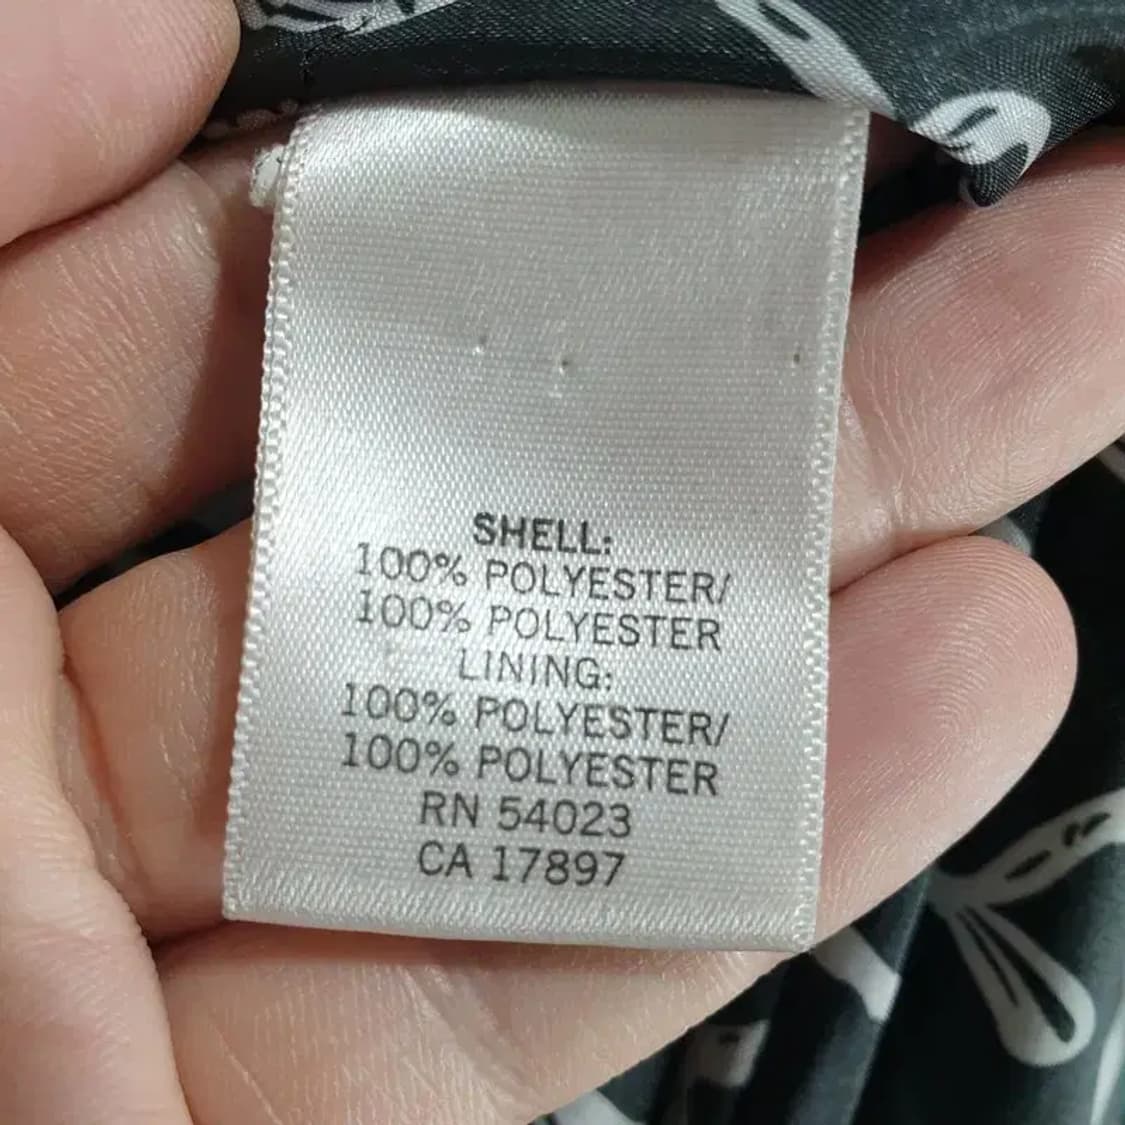 SHELL:
100% POLYESTER/
100% POLYESTER
LINING:
100% POLYESTER/
100% POLYESTER
RN 54023
CA 17897